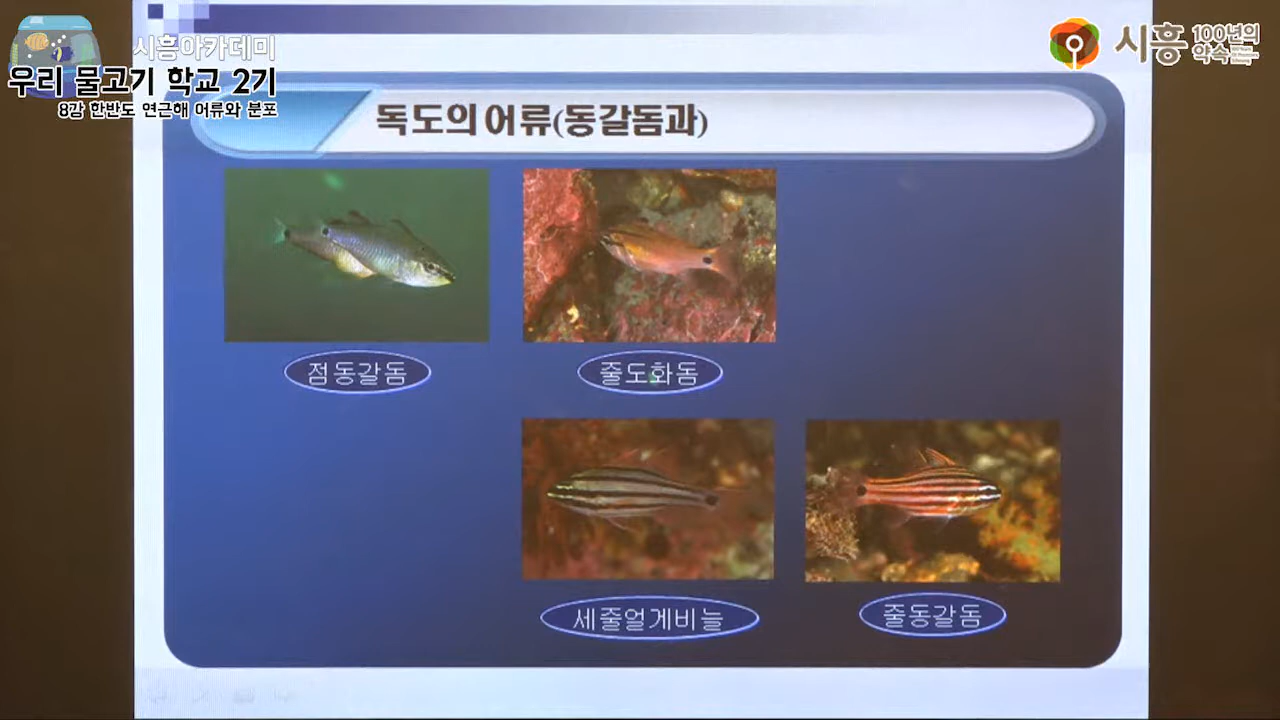 시흥아카데미
우리 물고기 학교 2기
8강 한반도 연근해 어류와 분포
시흥 100년의 약속
독도의 어류(동갈돔과)
점동갈돔
줄도화돔
세줄얼게비늘
줄동갈돔